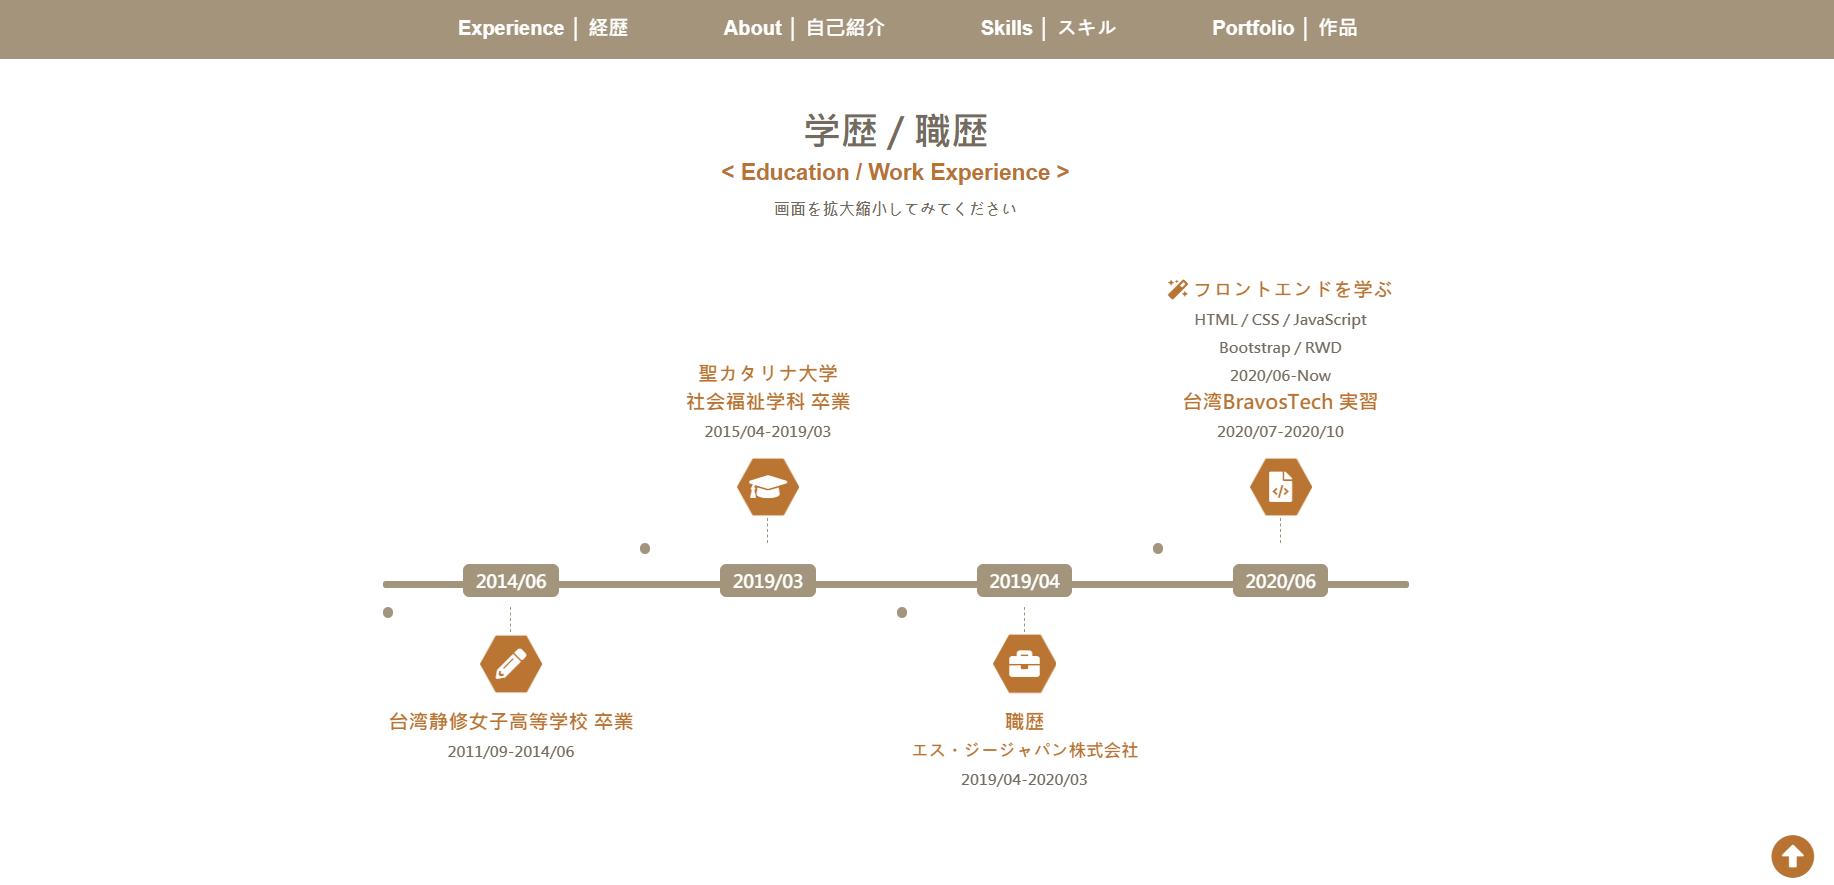 Experience │ 経歴
About │ 自己紹介
Skills │ スキル
Portfolio │ 作品
学歴 / 職歴
< Education / Work Experience >
画面を拡大縮小してみてください
フロントエンドを学ぶ
HTML / CSS / JavaScript
Bootstrap / RWD
2020/06-Now
台湾BravosTech 実習
2020/07-2020/10
聖カタリナ大学
社会福祉学科 卒業
2015/04-2019/03
2014/06
2019/03
2019/04
2020/06
台湾静修女子高等学校 卒業
2011/09-2014/06
職歴
エス・ジージャパン株式会社
2019/04-2020/03